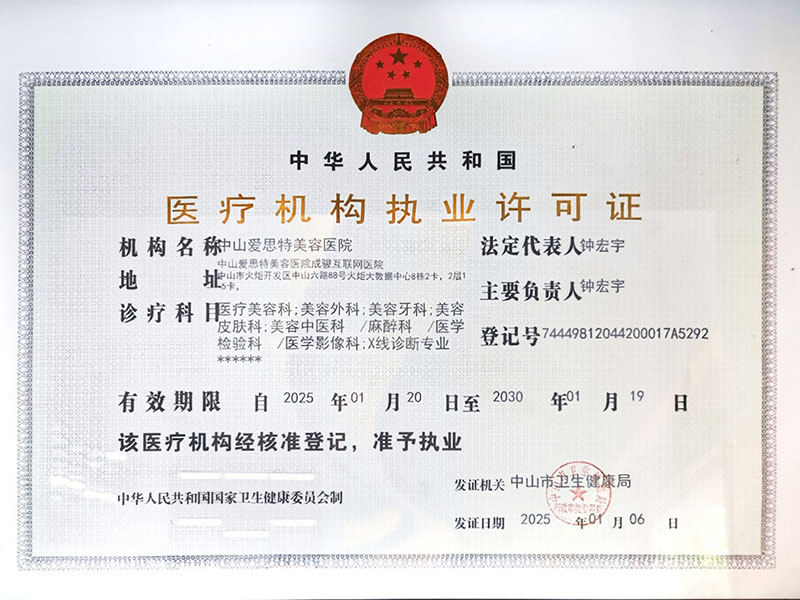 中华人民共和国
医疗机构执业许可证
机构名称 中山爱思特美容医院
中山爱思特美容医院成骏互联网医院
地址 中山市火炬开发区中山六路88号火炬大数据中心8栋2卡，2层1
-5卡，
诊疗科目 医疗美容科;美容外科;美容牙科;美容
皮肤科;美容中医科 /麻醉科 /医学
检验科 /医学影像科;X线诊断专业
******
法定代表人 钟宏宇
主要负责人 钟宏宇
登记号 74449812044200017A5292
有效期限 自 2025 年 01 月 20 日至 2030 年 01 月 19 日
该医疗机构经核准登记，准予执业
中华人民共和国国家卫生健康委员会制
发证机关 中山市卫生健康局
发证日期 2025 年 01 月 06 日